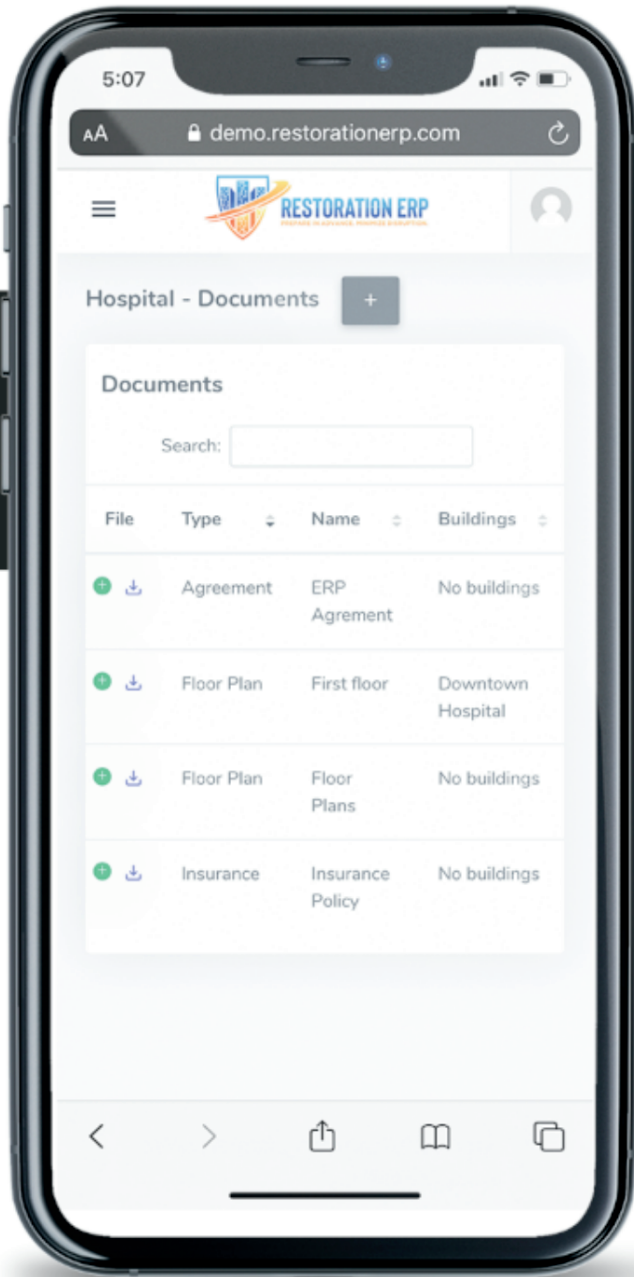 5:07
AA demo.restorationerp.com
RESTORATION ERP
Hospital - Documents +
Documents
Search:
File Type Name Buildings
Agreement ERP Agrement No buildings
Floor Plan First floor Downtown Hospital
Floor Plan Floor Plans No buildings
Insurance Insurance Policy No buildings